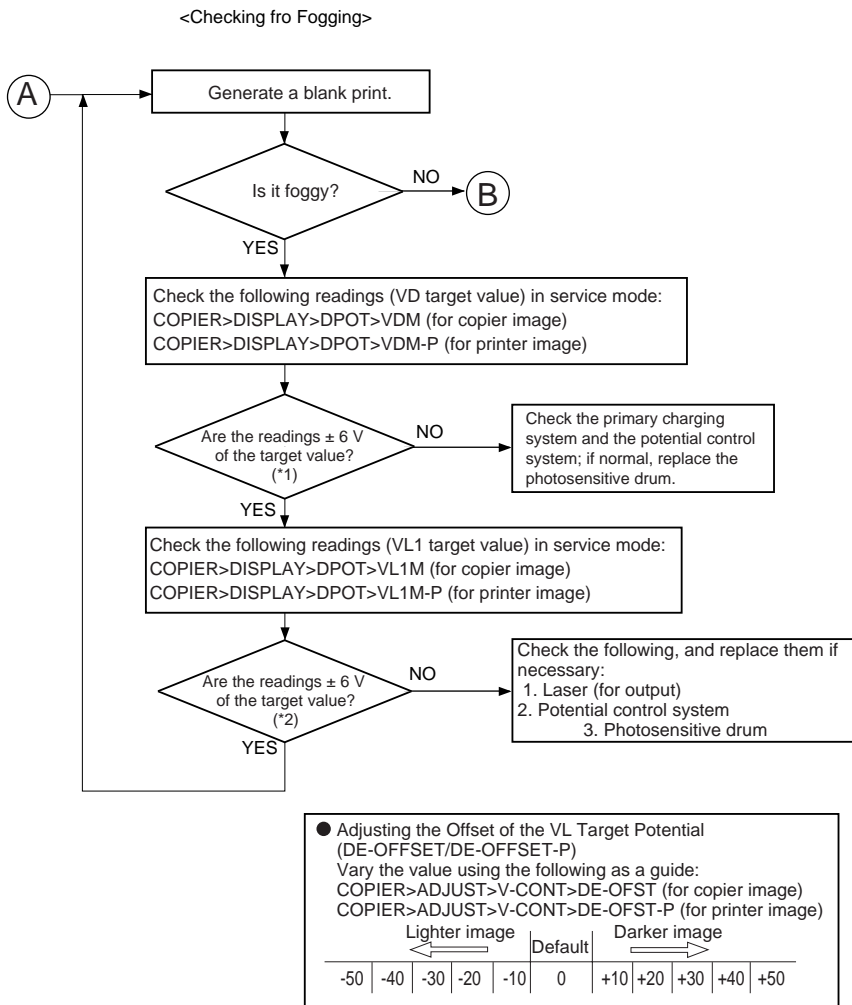 <Checking fro Fogging>
A
Generate a blank print.
Is it foggy?
NO
B
YES
Check the following readings (VD target value) in service mode:
COPIER>DISPLAY>DPOT>VDM (for copier image)
COPIER>DISPLAY>DPOT>VDM-P (for printer image)
Are the readings ± 6 V
of the target value?
(*1)
NO
Check the primary charging
system and the potential control
system; if normal, replace the
photosensitive drum.
YES
Check the following readings (VL1 target value) in service mode:
COPIER>DISPLAY>DPOT>VL1M (for copier image)
COPIER>DISPLAY>DPOT>VL1M-P (for printer image)
Are the readings ± 6 V
of the target value?
(*2)
NO
Check the following, and replace them if
necessary:
1. Laser (for output)
2. Potential control system
3. Photosensitive drum
YES
● Adjusting the Offset of the VL Target Potential
(DE-OFFSET/DE-OFFSET-P)
Vary the value using the following as a guide:
COPIER>ADJUST>V-CONT>DE-OFST (for copier image)
COPIER>ADJUST>V-CONT>DE-OFST-P (for printer image)
Lighter image Default Darker image
-50 -40 -30 -20 -10 0 +10 +20 +30 +40 +50